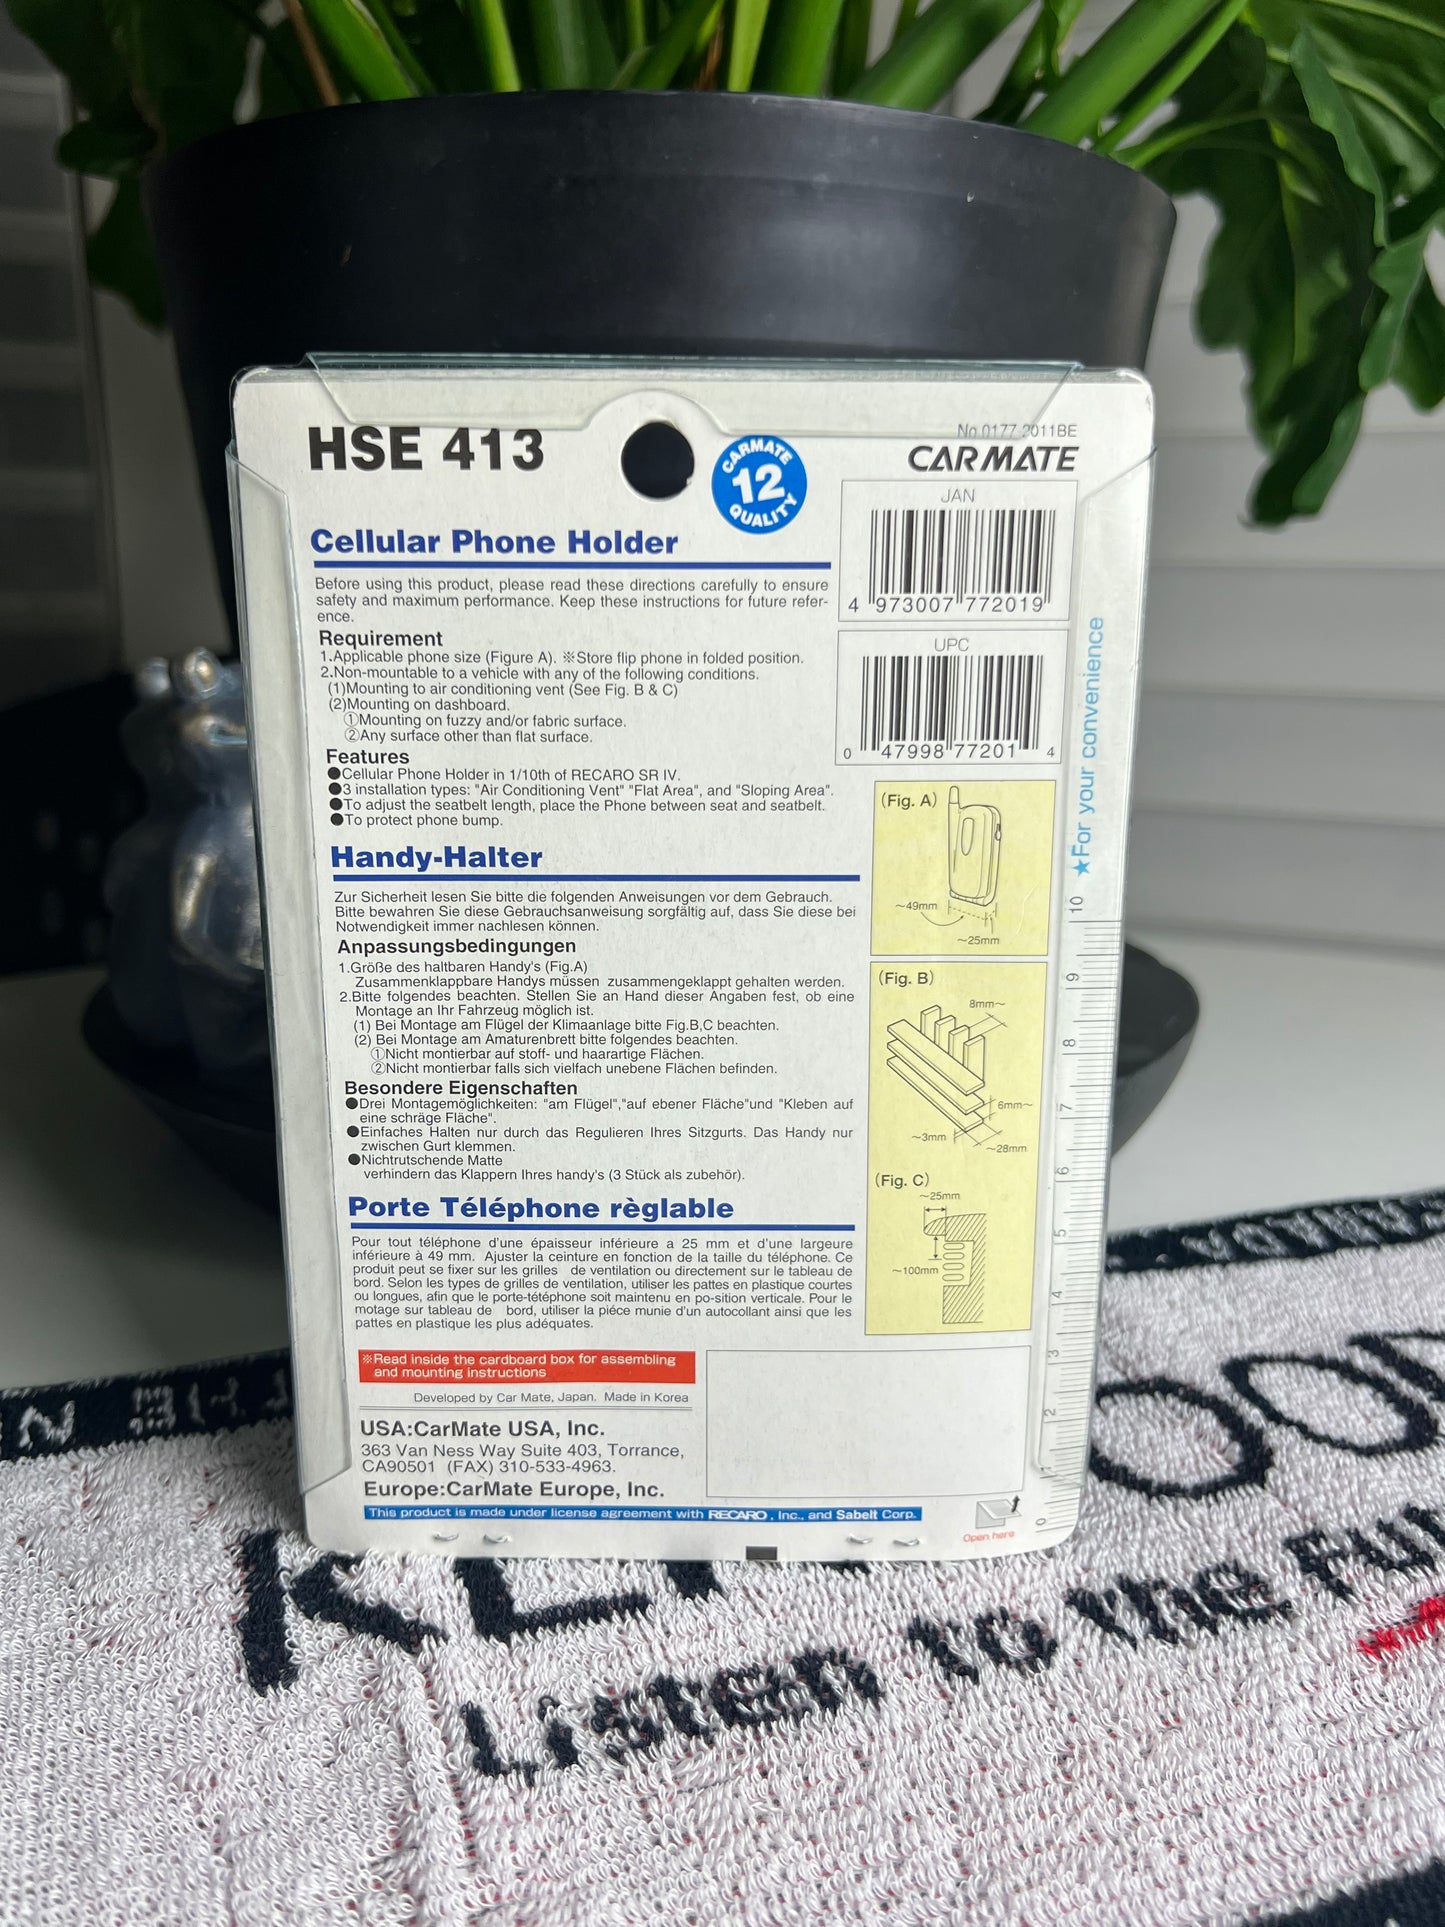 HSE 413
CARMATE
12
QUALITY
No.0177-2011BE
CARMATE
JAN
4 973007 772019
UPC
0 47998 77201 4
Cellular Phone Holder
Before using this product, please read these directions carefully to ensure
safety and maximum performance. Keep these instructions for future refer-
ence.
Requirement
1.Applicable phone size (Figure A). ※Store flip phone in folded position.
2.Non-mountable to a vehicle with any of the following conditions.
(1)Mounting to air conditioning vent (See Fig. B & C)
(2)Mounting on dashboard.
①Mounting on fuzzy and/or fabric surface.
②Any surface other than flat surface.
Features
●Cellular Phone Holder in 1/10th of RECARO SR IV.
●3 installation types: "Air Conditioning Vent" "Flat Area", and "Sloping Area".
●To adjust the seatbelt length, place the Phone between seat and seatbelt.
●To protect phone bump.
Handy-Halter
Zur Sicherheit lesen Sie bitte die folgenden Anweisungen vor dem Gebrauch.
Bitte bewahren Sie diese Gebrauchsanweisung sorgfältig auf, dass Sie diese bei
Notwendigkeit immer nachlesen können.
Anpassungsbedingungen
1.Größe des haltbaren Handy's (Fig.A)
Zusammenklappbare Handys müssen zusammengeklappt gehalten werden.
2.Bitte folgendes beachten. Stellen Sie an Hand dieser Angaben fest, ob eine
Montage an Ihr Fahrzeug möglich ist.
(1) Bei Montage am Flügel der Klimaanlage bitte Fig.B,C beachten.
(2) Bei Montage am Amaturenbrett bitte folgendes beachten.
①Nicht montierbar auf stoff- und haarartige Flächen.
②Nicht montierbar falls sich vielfach unebene Flächen befinden.
Besondere Eigenschaften
●Drei Montagemöglichkeiten: "am Flügel","auf ebener Fläche"und "Kleben auf
eine schräge Fläche".
●Einfaches Halten nur durch das Regulieren Ihres Sitzgurts. Das Handy nur
zwischen Gurt klemmen.
●Nichtrutschende Matte
verhindern das Klappern Ihres handy's (3 Stück als zubehör).
Porte Téléphone règlable
Pour tout téléphone d'une épaisseur inférieure a 25 mm et d'une largeure
inférieure à 49 mm. Ajuster la ceinture en fonction de la taille du téléphone. Ce
produit peut se fixer sur les grilles de ventilation ou directement sur le tableau de
bord. Selon les types de grilles de ventilation, utiliser les pattes en plastique courtes
ou longues, afin que le porte-tétéphone soit maintenu en po-sition verticale. Pour le
motage sur tableau de bord, utiliser la piéce munie d'un autocollant ainsi que les
pattes en plastique les plus adéquates.
(Fig. A)
~49mm
~25mm
(Fig. B)
8mm~
6mm~
~3mm
~28mm
(Fig. C)
~25mm
~100mm
★For your convenience
10
9
8
7
6
5
4
3
2
1
0
※Read inside the cardboard box for assembling
and mounting instructions
Developed by Car Mate, Japan. Made in Korea
USA:CarMate USA, Inc.
363 Van Ness Way Suite 403, Torrance,
CA90501 (FAX) 310-533-4963.
Europe:CarMate Europe, Inc.
This product is made under license agreement with RECARO, Inc., and Sabelt Corp.
Open here
Listen to the